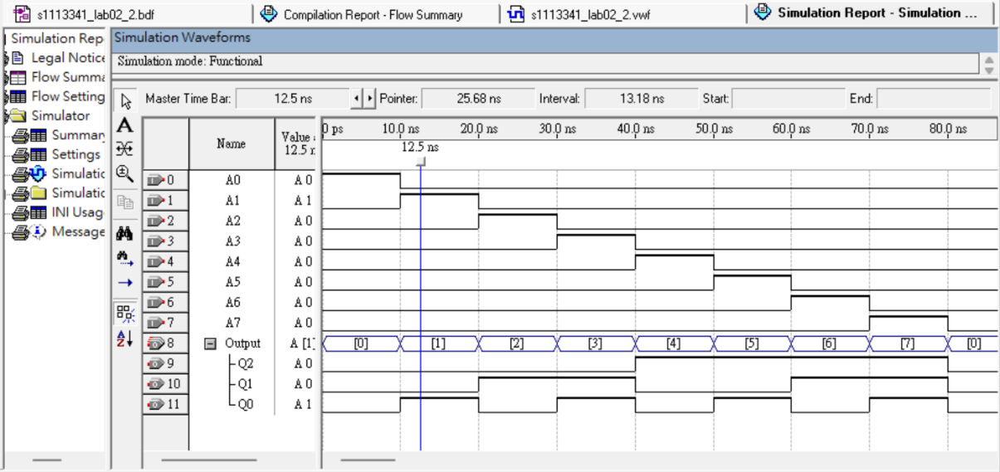 s1113341_lab02_2.bdf
Compilation Report - Flow Summary
s1113341_lab02_2.vwf
Simulation Report - Simulation ...
Simulation Rep
Legal Notice
Flow Summa
Flow Setting
Simulator
Summar
Settings
Simulatic
Simulatic
INI Usag
Message
Simulation Waveforms
Simulation mode: Functional
Master Time Bar: 12.5 ns Pointer: 25.68 ns Interval: 13.18 ns Start: End:
Name
Value
12.5
0 ps 10.0 ns 20.0 ns 30.0 ns 40.0 ns 50.0 ns 60.0 ns 70.0 ns 80.0 ns
12.5 ns
0 A0 A 0
1 A1 A 1
2 A2 A 0
3 A3 A 0
4 A4 A 0
5 A5 A 0
6 A6 A 0
7 A7 A 0
8 Output A [1] [0] [1] [2] [3] [4] [5] [6] [7] [0]
9 Q2 A 0
10 Q1 A 0
11 Q0 A 1
A
A
Z